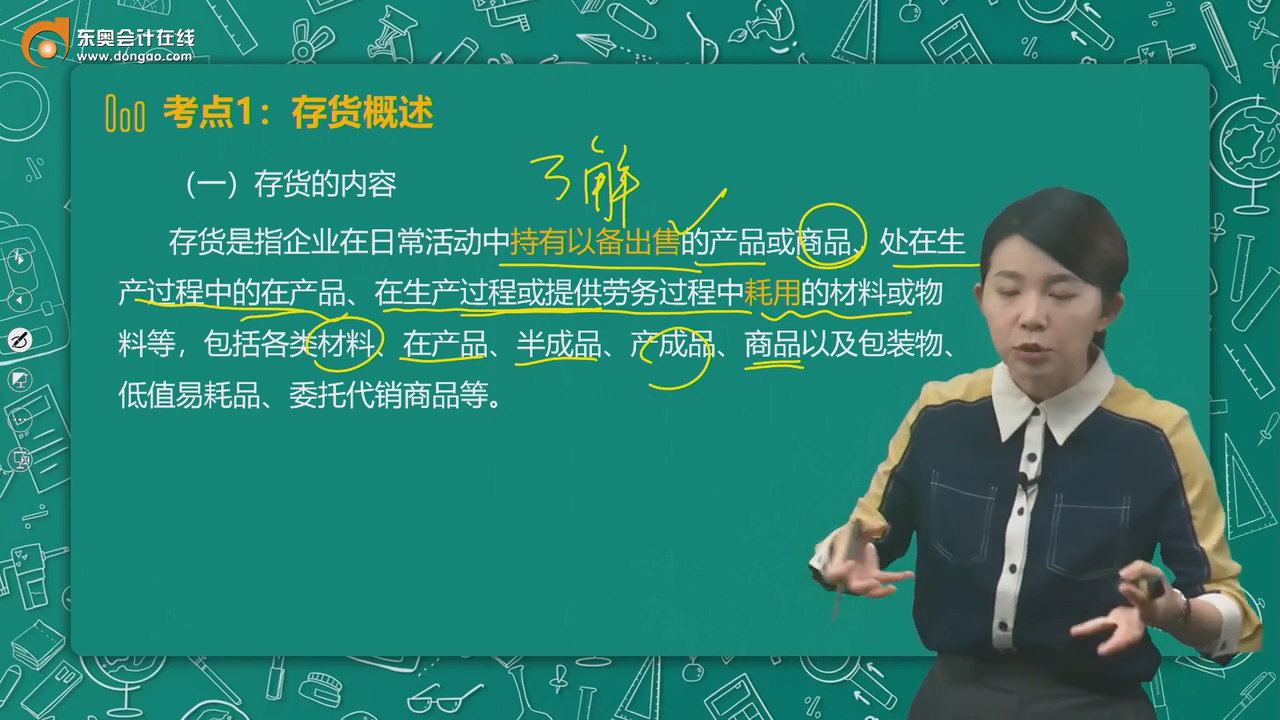 东奥会计在线
www.dongao.com
考点1：存货概述
（一）存货的内容
了解
存货是指企业在日常活动中持有以备出售的产品或商品、处在生
产过程中的在产品、在生产过程或提供劳务过程中耗用的材料或物
料等，包括各类材料、在产品、半成品、产成品、商品以及包装物、
低值易耗品、委托代销商品等。